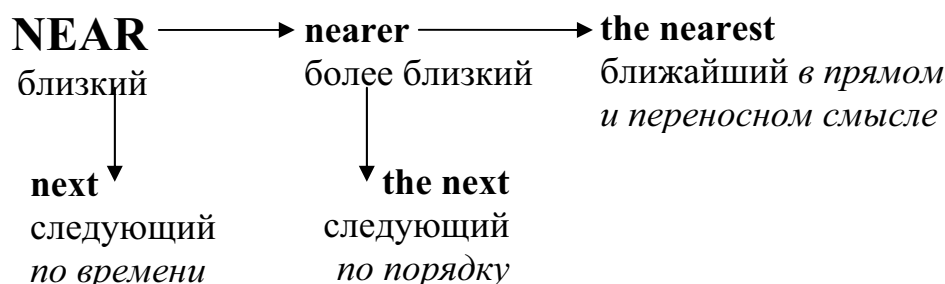 NEAR nearer the nearest
близкий более близкий ближайший в прямом
и переносном смысле
next the next
следующий следующий
по времени по порядку